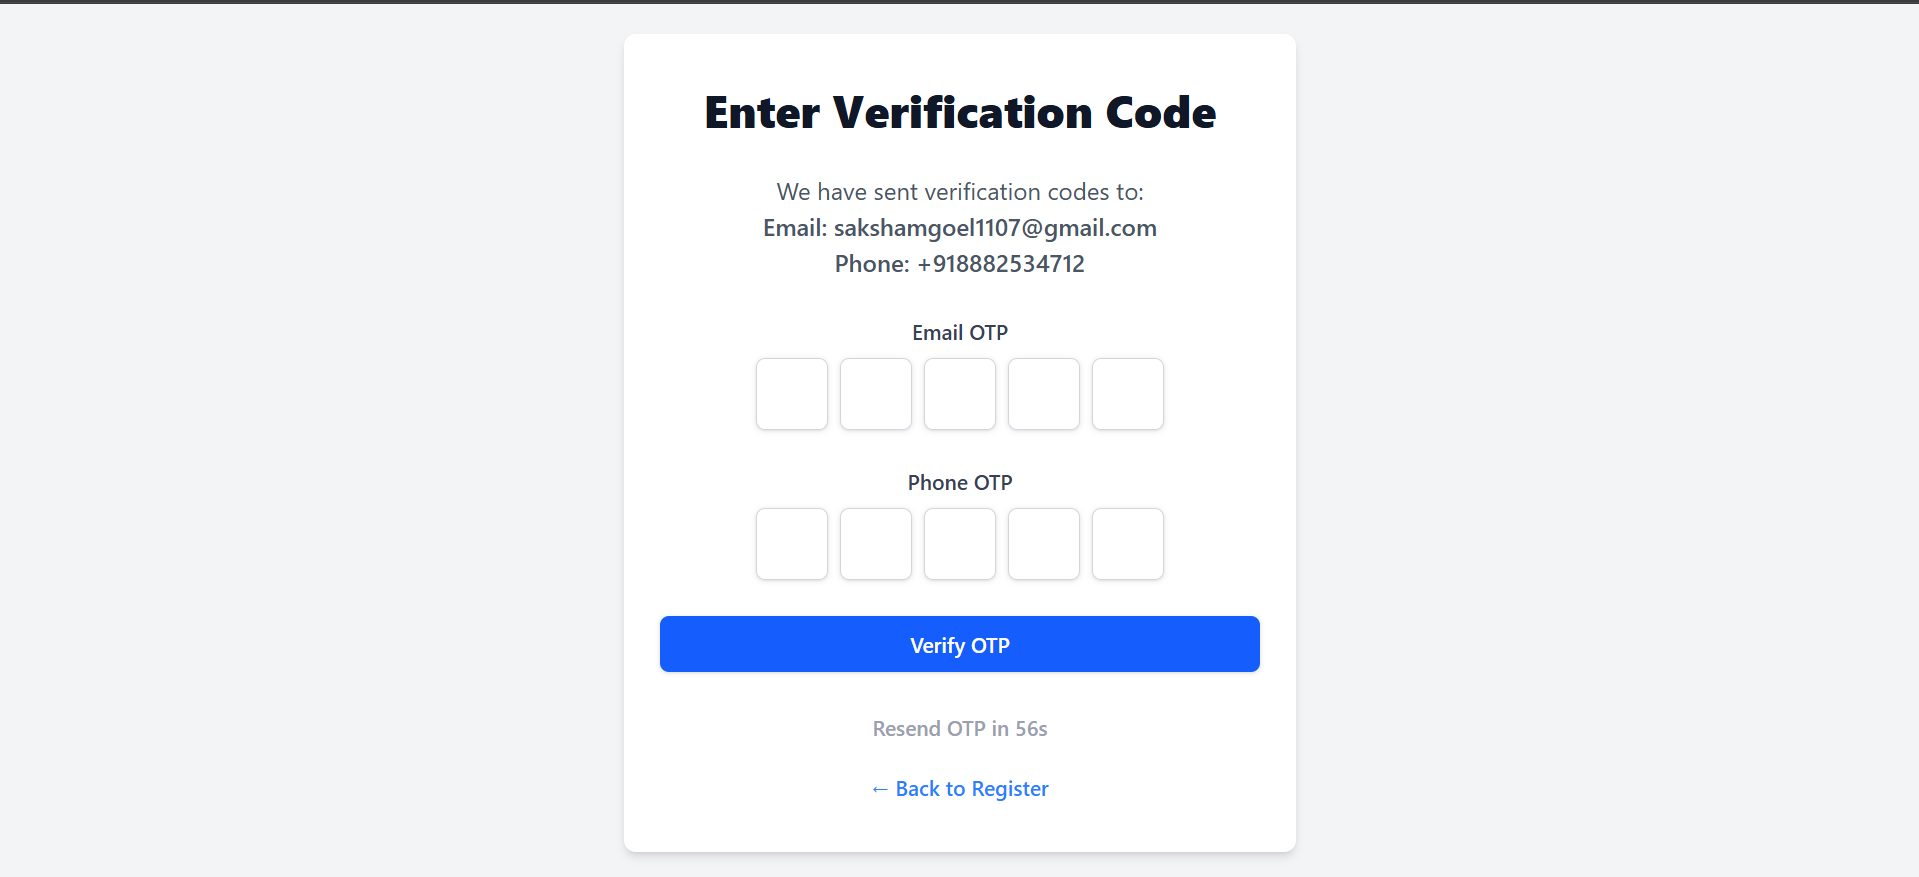 Enter Verification Code
We have sent verification codes to:
Email: sakshamgoel1107@gmail.com
Phone: +918882534712
Email OTP
Phone OTP
Verify OTP
Resend OTP in 56s
← Back to Register